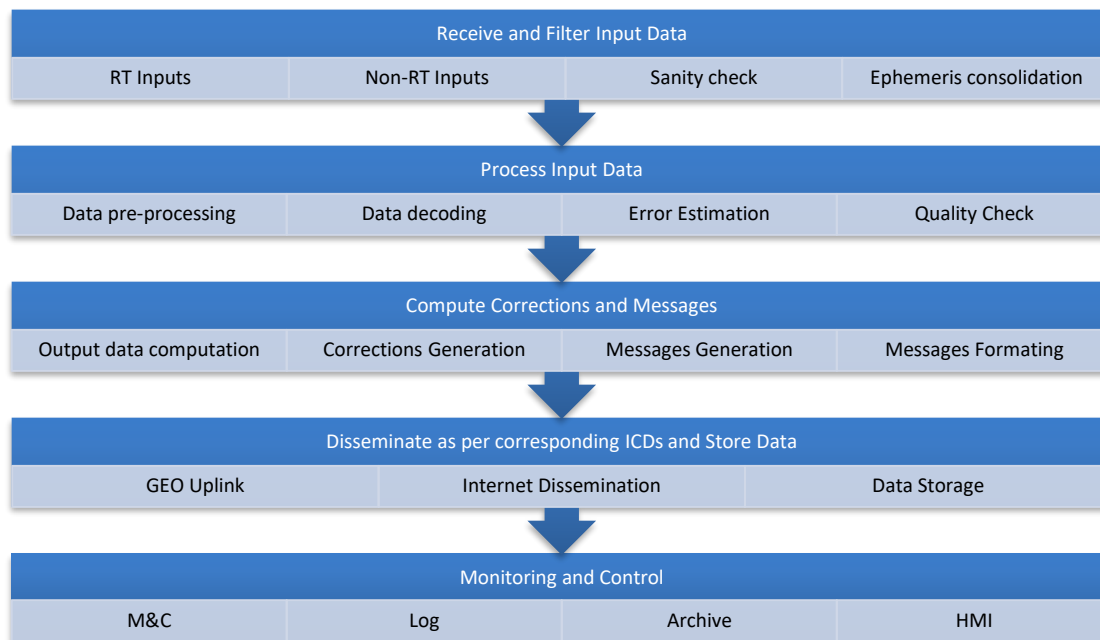 Receive and Filter Input Data
RT Inputs Non-RT Inputs Sanity check Ephemeris consolidation
Process Input Data
Data pre-processing Data decoding Error Estimation Quality Check
Compute Corrections and Messages
Output data computation Corrections Generation Messages Generation Messages Formating
Disseminate as per corresponding ICDs and Store Data
GEO Uplink Internet Dissemination Data Storage
Monitoring and Control
M&C Log Archive HMI